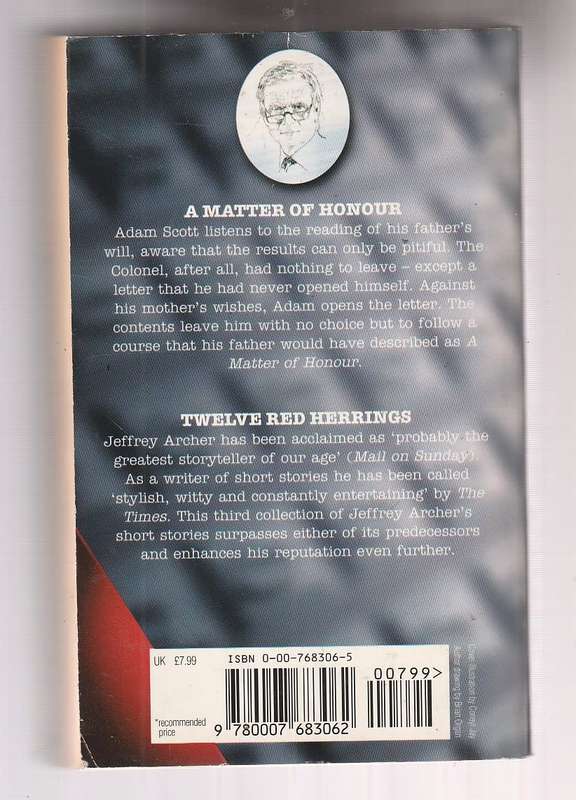 A MATTER OF HONOUR
Adam Scott listens to the reading of his father's
will, aware that the results can only be pitiful. The
Colonel, after all, had nothing to leave – except a
letter that he had never opened himself. Against
his mother's wishes, Adam opens the letter. The
contents leave him with no choice but to follow a
course that his father would have described as A
Matter of Honour.
TWELVE RED HERRINGS
Jeffrey Archer has been acclaimed as 'probably the
greatest storyteller of our age' (Mail on Sunday).
As a writer of short stories he has been called
'stylish, witty and constantly entertaining' by The
Times. This third collection of Jeffrey Archer's
short stories surpasses either of its predecessors
and enhances his reputation even further.
UK £7.99
ISBN 0-00-768306-5
00799>
*recommended
price
9 780007 683062
Author drawing by Brian Organ